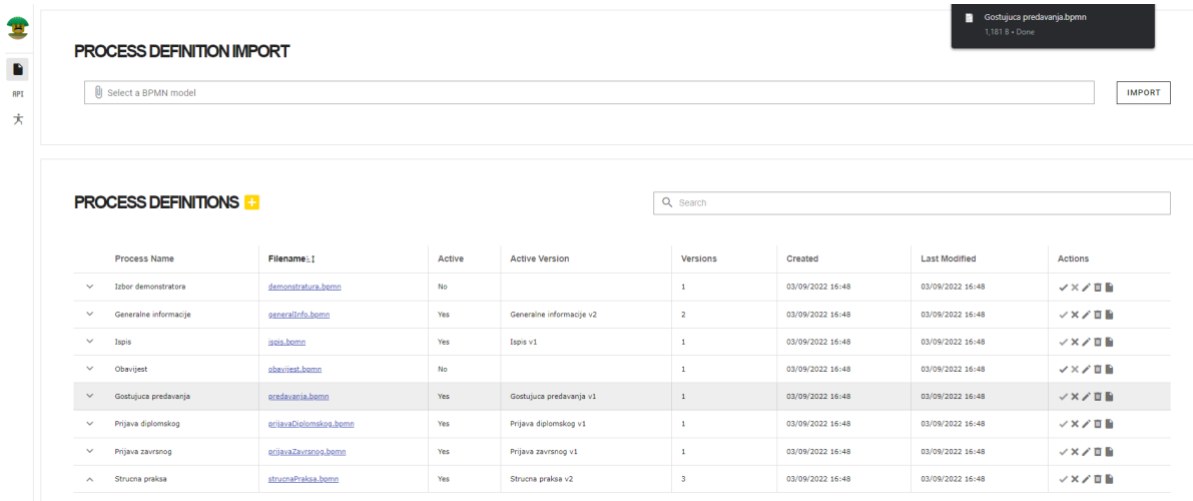 Gostujuca predavanja.bpmn
1,181 B • Done
PROCESS DEFINITION IMPORT
API
Select a BPMN model
IMPORT
PROCESS DEFINITIONS +
Search
Process Name Filename Active Active Version Versions Created Last Modified Actions
Izbor demonstratora demonstratura.bpmn No 1 03/09/2022 16:48 03/09/2022 16:48
Generalne informacije generalInfo.bpmn Yes Generalne informacije v2 2 03/09/2022 16:48 03/09/2022 16:48
Ispis ispis.bpmn Yes Ispis v1 1 03/09/2022 16:48 03/09/2022 16:48
Obavijest obavijest.bpmn No 1 03/09/2022 16:48 03/09/2022 16:48
Gostujuca predavanja predavanja.bpmn Yes Gostujuca predavanja v1 1 03/09/2022 16:48 03/09/2022 16:48
Prijava diplomskog prijavaDiplomskog.bpmn Yes Prijava diplomskog v1 1 03/09/2022 16:48 03/09/2022 16:48
Prijava zavrsnog prijavaZavrsnog.bpmn Yes Prijava zavrsnog v1 1 03/09/2022 16:48 03/09/2022 16:48
Strucna praksa strucnaPraksa.bpmn Yes Strucna praksa v2 3 03/09/2022 16:48 03/09/2022 16:48